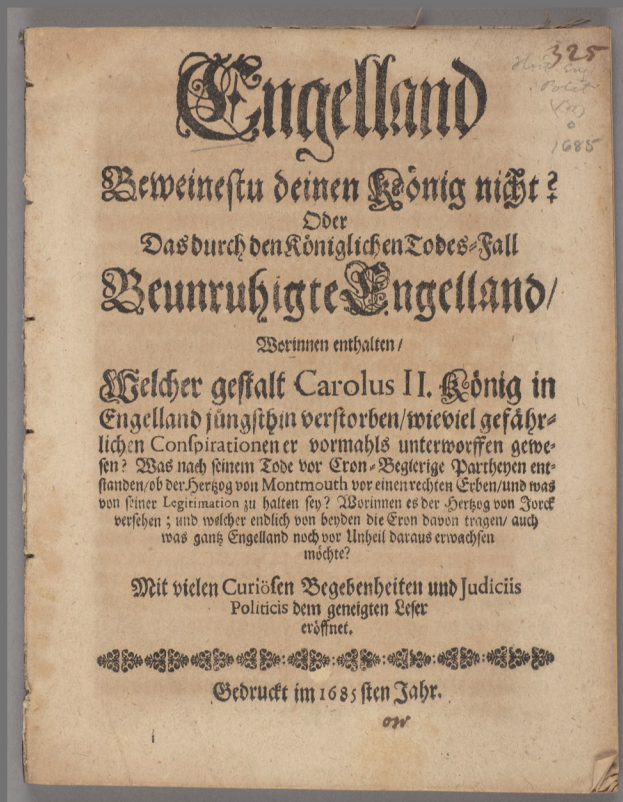 325
1685
Engelland
Beweinestu deinen König nicht?
Oder
Das durch den Königlichen Todes-Fall
Beunruhigte Engelland/
Worinnen enthalten/
Welcher gestalt Carolus II. König in
Engelland jüngsthin verstorben/wieviel gefähr-
lichen Conspirationen er vormahls unterworffen gewe-
sen? Was nach seinem Tode vor Cron-Begierige Partheyen ent-
standen/ob der Hertzog von Montmouth vor einen rechten Erben/und was
von seiner Legitimation zu halten sey? Worinnen es der Hertzog von Jorck
versehen; und welcher endlich von beyden die Cron davon tragen/ auch
was gantz Engelland noch vor Unheil daraus erwachsen
möchte?
Mit vielen Curiösen Begebenheiten und Judiciis
Politicis dem geneigten Leser
eröffnet.
Gedruckt im 1685sten Jahr.